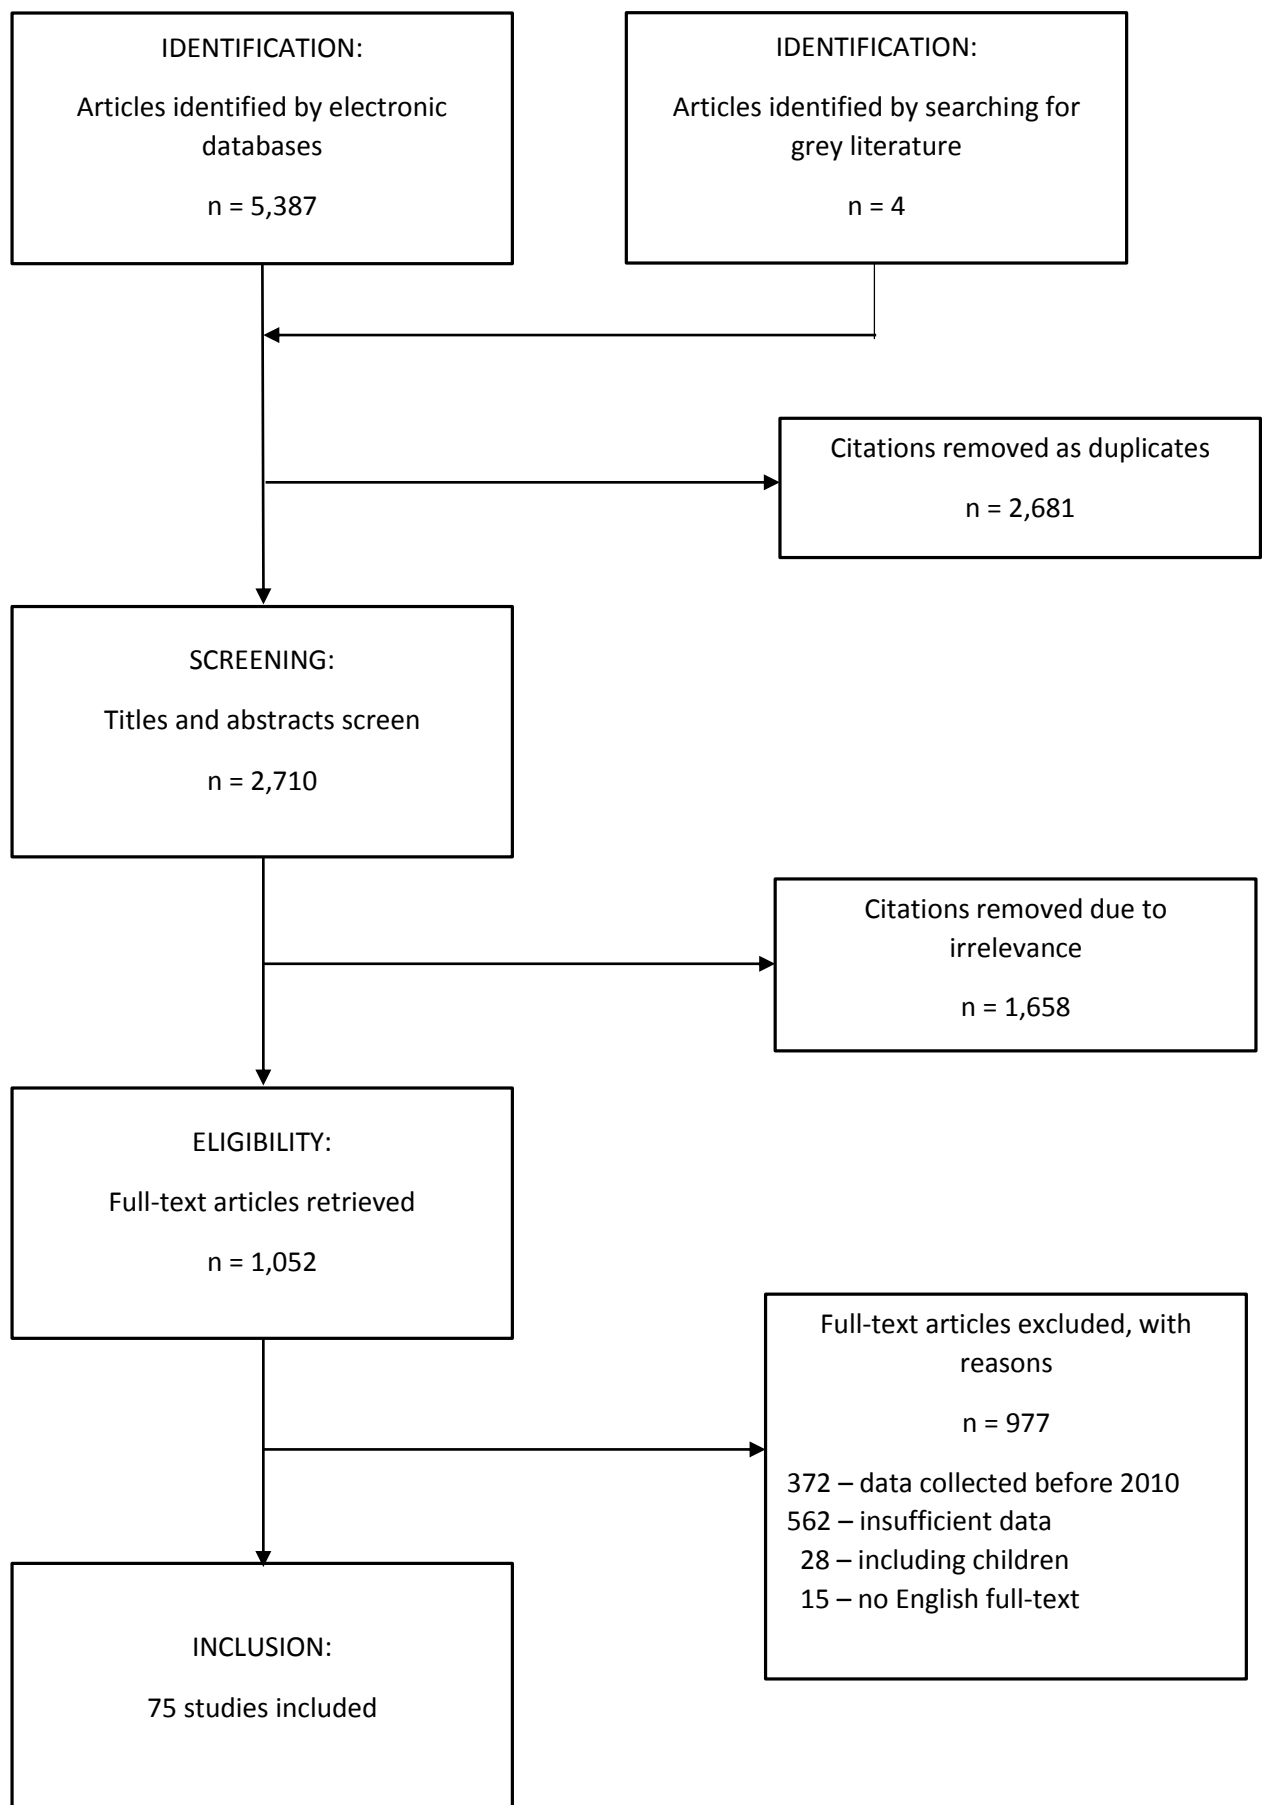 IDENTIFICATION:
Articles identified by electronic
databases
n = 5,387
IDENTIFICATION:
Articles identified by searching for
grey literature
n = 4
Citations removed as duplicates
n = 2,681
SCREENING:
Titles and abstracts screen
n = 2,710
Citations removed due to
irrelevance
n = 1,658
ELIGIBILITY:
Full-text articles retrieved
n = 1,052
Full-text articles excluded, with
reasons
n = 977
372 – data collected before 2010
562 – insufficient data
28 – including children
15 – no English full-text
INCLUSION:
75 studies included